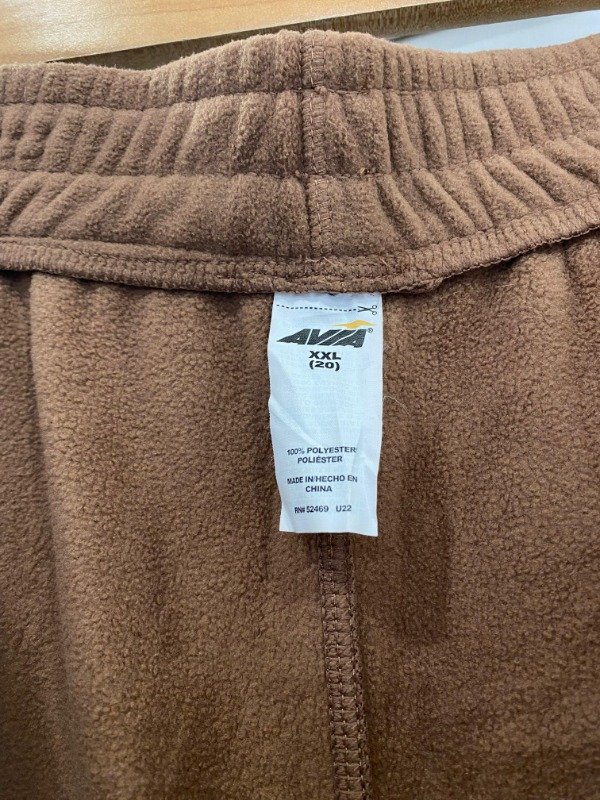 AVIA®
XXL
(20)
100% POLYESTER
POLIÉSTER
MADE IN/HECHO EN
CHINA
RN# 52469 U22